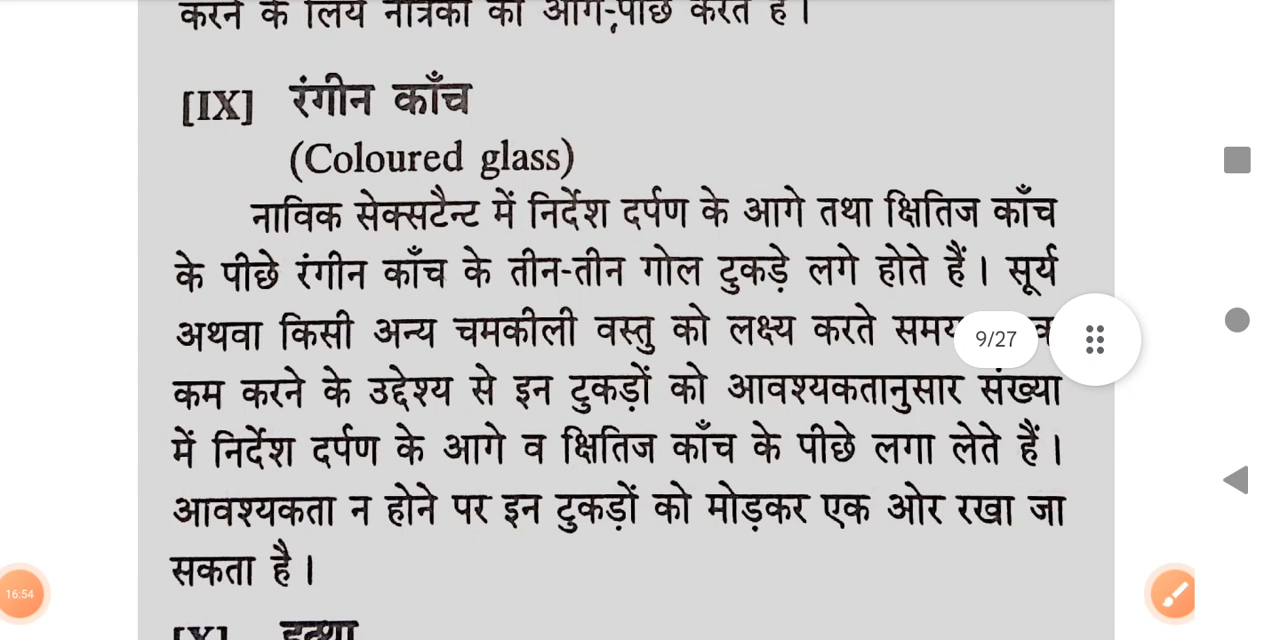 करने के लिये नेत्रिका को आगे-पीछे करते हैं।
[IX] रंगीन काँच
(Coloured glass)
नाविक सेक्सटैन्ट में निर्देश दर्पण के आगे तथा क्षितिज काँच
के पीछे रंगीन काँच के तीन-तीन गोल टुकड़े लगे होते हैं। सूर्य
अथवा किसी अन्य चमकीली वस्तु को लक्ष्य करते समय
9/27
कम करने के उद्देश्य से इन टुकड़ों को आवश्यकतानुसार संख्या
में निर्देश दर्पण के आगे व क्षितिज काँच के पीछे लगा लेते हैं।
आवश्यकता न होने पर इन टुकड़ों को मोड़कर एक ओर रखा जा
सकता है।
16:54
[X] हत्था